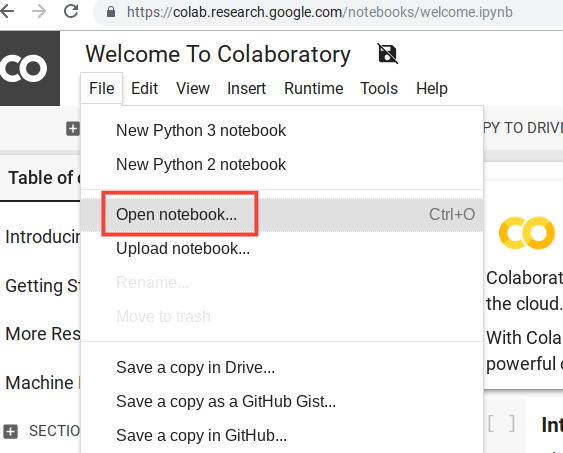 https://colab.research.google.com/notebooks/welcome.ipynb
CO
Welcome To Colaboratory
File Edit View Insert Runtime Tools Help
PY TO DRIVE
New Python 3 notebook
New Python 2 notebook
Table of
Open notebook... Ctrl+O
Introducin
Upload notebook...
Getting St
Rename...
Colaborat
the cloud.
Move to trash
More Res
With Cola
powerful
Save a copy in Drive...
Machine
Save a copy as a GitHub Gist...
[ ] Int
SECTIO
Save a copy in GitHub...